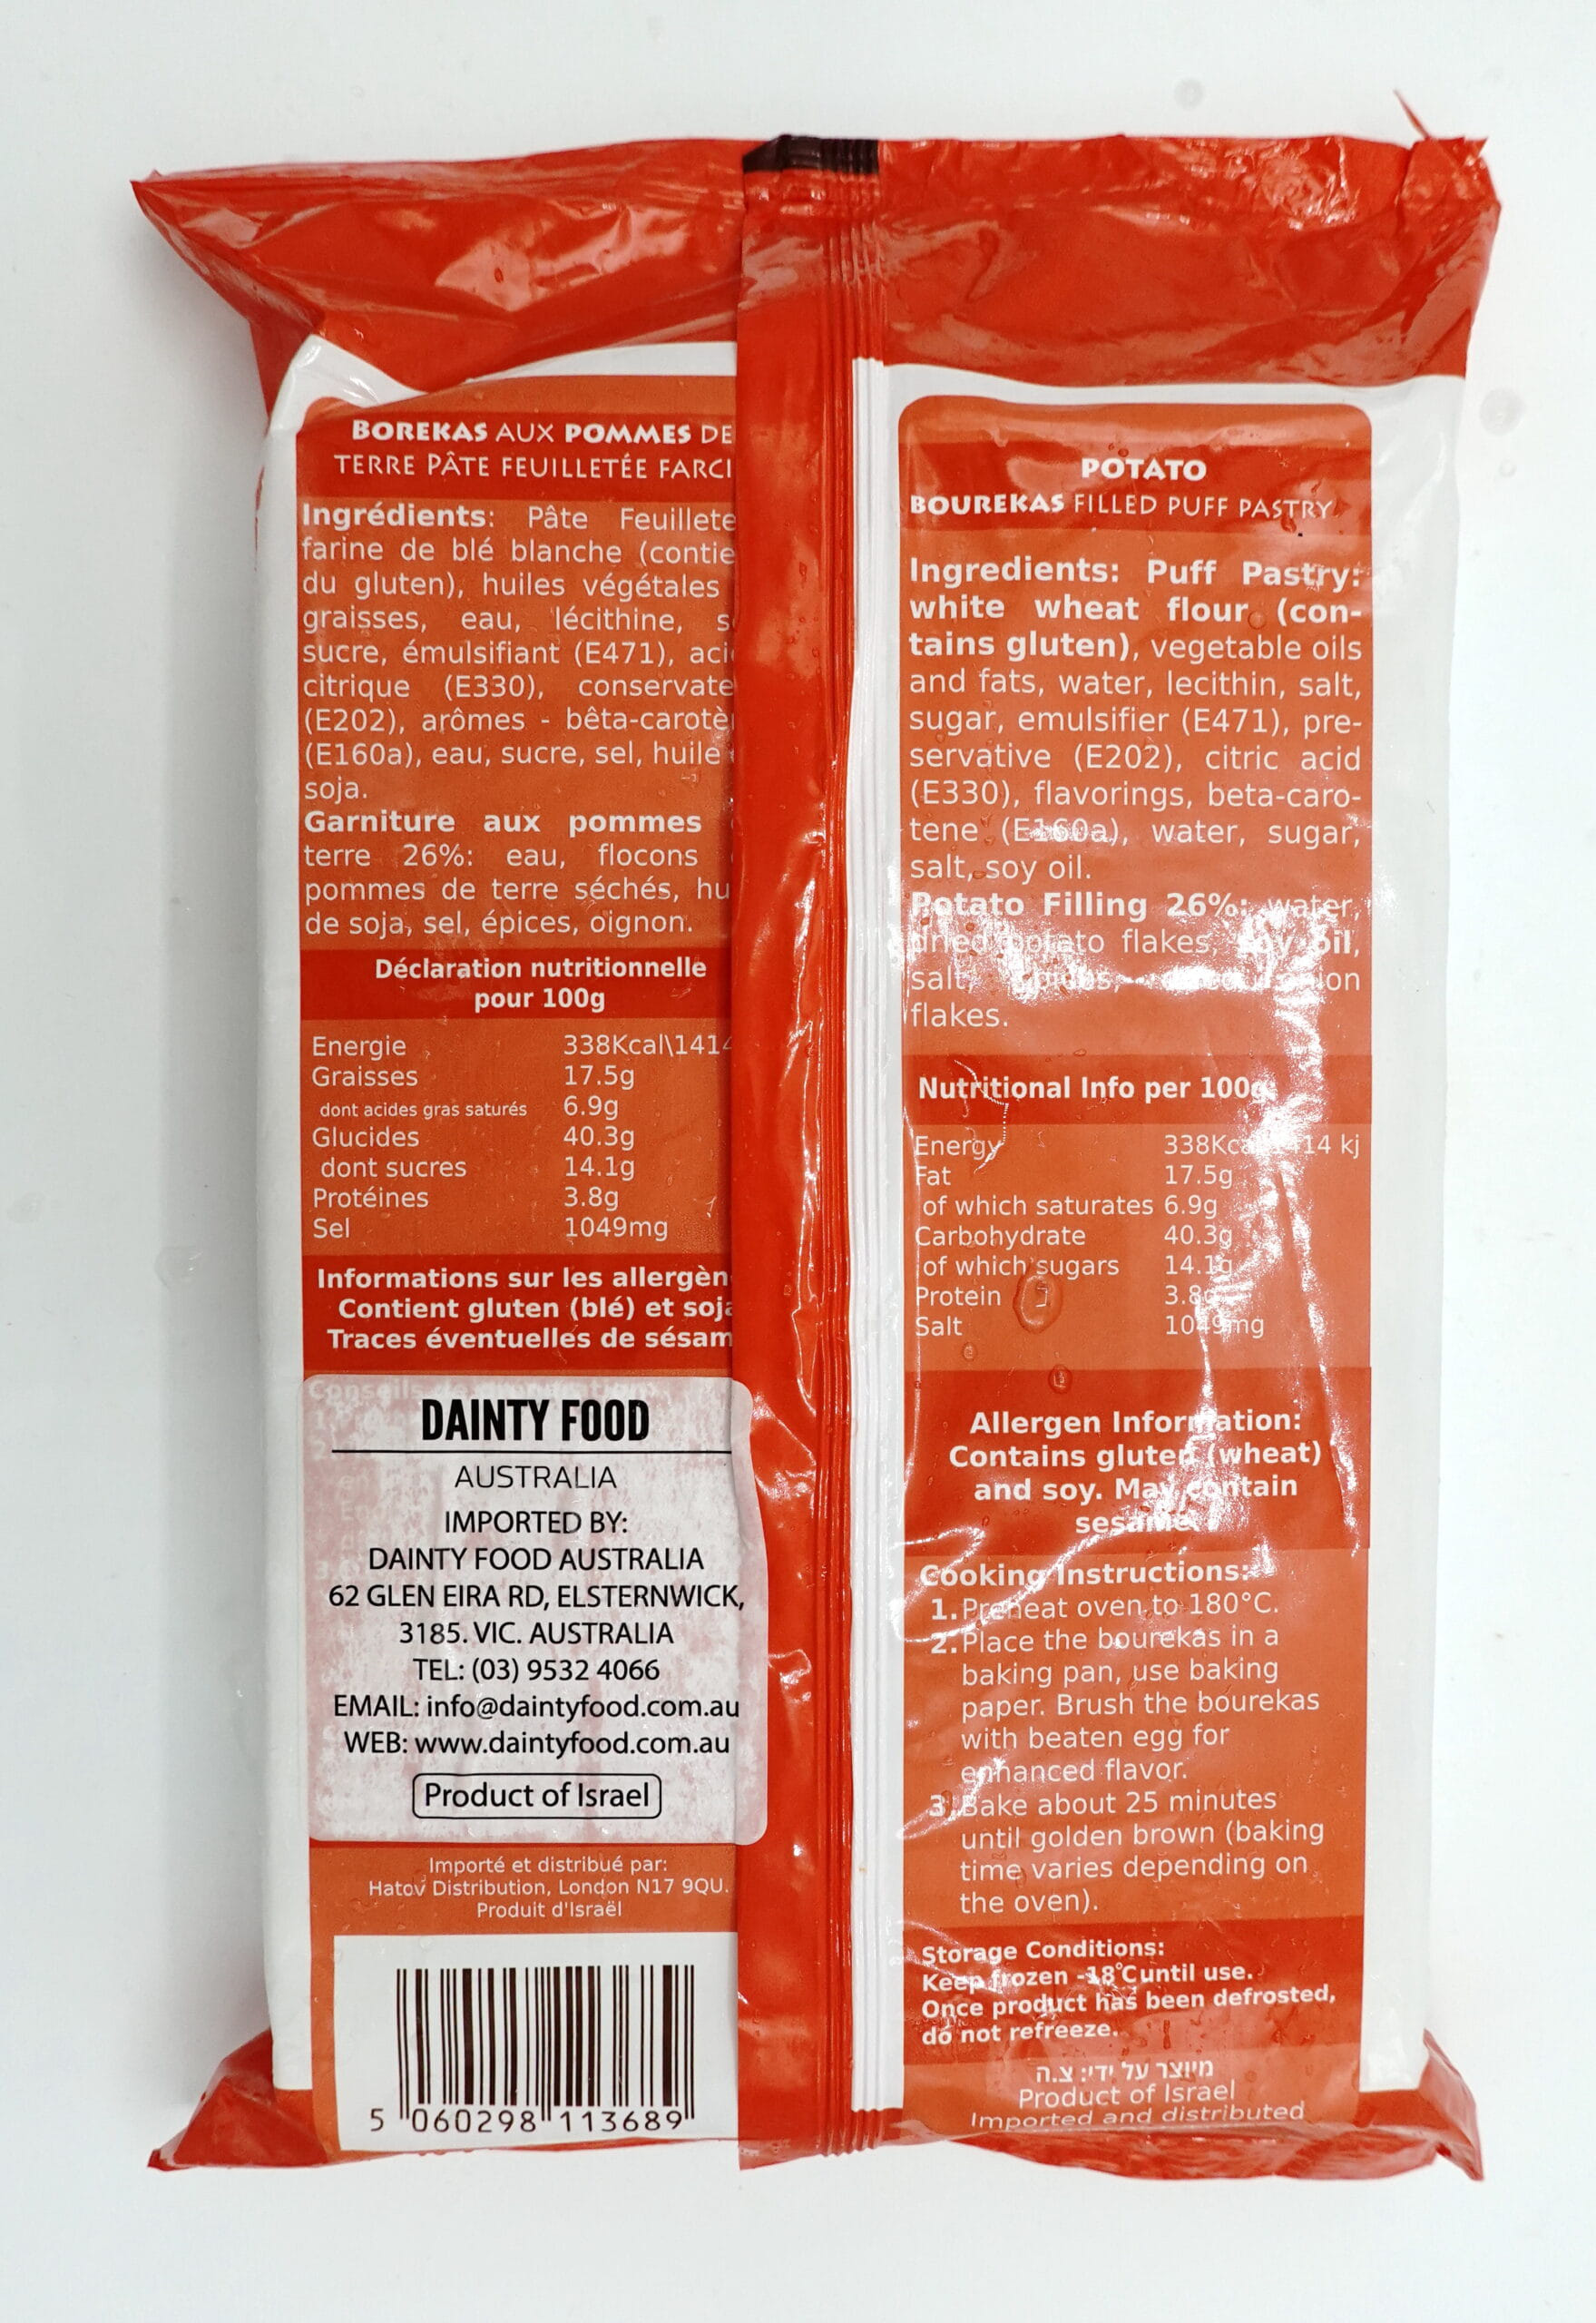 BOREKAS AUX POMMES DE
TERRE PÂTE FEUILLETÉE FARCI
Ingrédients: Pâte Feuillete
farine de blé blanche (contie
du gluten), huiles végétales
graisses, eau, lécithine, s
sucre, émulsifiant (E471), aci
citrique (E330), conservate
(E202), arômes - bêta-carotè
(E160a), eau, sucre, sel, huile
soja.
Garniture aux pommes
terre 26%: eau, flocons
pommes de terre séchés, hu
de soja, sel, épices, oignon.
Déclaration nutritionnelle
pour 100g
Energie 338Kcal\1414
Graisses 17.5g
dont acides gras saturés 6.9g
Glucides 40.3g
dont sucres 14.1g
Protéines 3.8g
Sel 1049mg
Informations sur les allergèn
Contient gluten (blé) et soja
Traces éventuelles de sésam
Conseils
DAINTY FOOD
AUSTRALIA
IMPORTED BY:
DAINTY FOOD AUSTRALIA
62 GLEN EIRA RD, ELSTERNWICK,
3185. VIC. AUSTRALIA
TEL: (03) 9532 4066
EMAIL: info@daintyfood.com.au
WEB: www.daintyfood.com.au
Product of Israel
Importé et distribué par:
Hatov Distribution, London N17 9QU.
Produit d'Israël
5 060298 113689
POTATO
BOUREKAS FILLED PUFF PASTRY
Ingredients: Puff Pastry:
white wheat flour (con-
tains gluten), vegetable oils
and fats, water, lecithin, salt,
sugar, emulsifier (E471), pre-
servative (E202), citric acid
(E330), flavorings, beta-caro-
tene (E160a), water, sugar,
salt, soy oil.
Potato Filling 26%: water,
dried potato flakes, soy oil,
salt, spices,
flakes.
Nutritional Info per 100g
Energy 338Kca 14 kj
Fat 17.5g
of which saturates 6.9g
Carbohydrate 40.3g
of which sugars 14.1g
Protein 3.8g
Salt 1049mg
Allergen Information:
Contains gluten (wheat)
and soy. May contain
sesame.
Cooking Instructions:
1. Preheat oven to 180°C.
2. Place the bourekas in a
baking pan, use baking
paper. Brush the bourekas
with beaten egg for
enhanced flavor.
3. Bake about 25 minutes
until golden brown (baking
time varies depending on
the oven).
Storage Conditions:
Keep frozen -18°C until use.
Once product has been defrosted,
do not refreeze.
מיוצר על ידי: צ.ה
Product of Israel
Imported and distributed